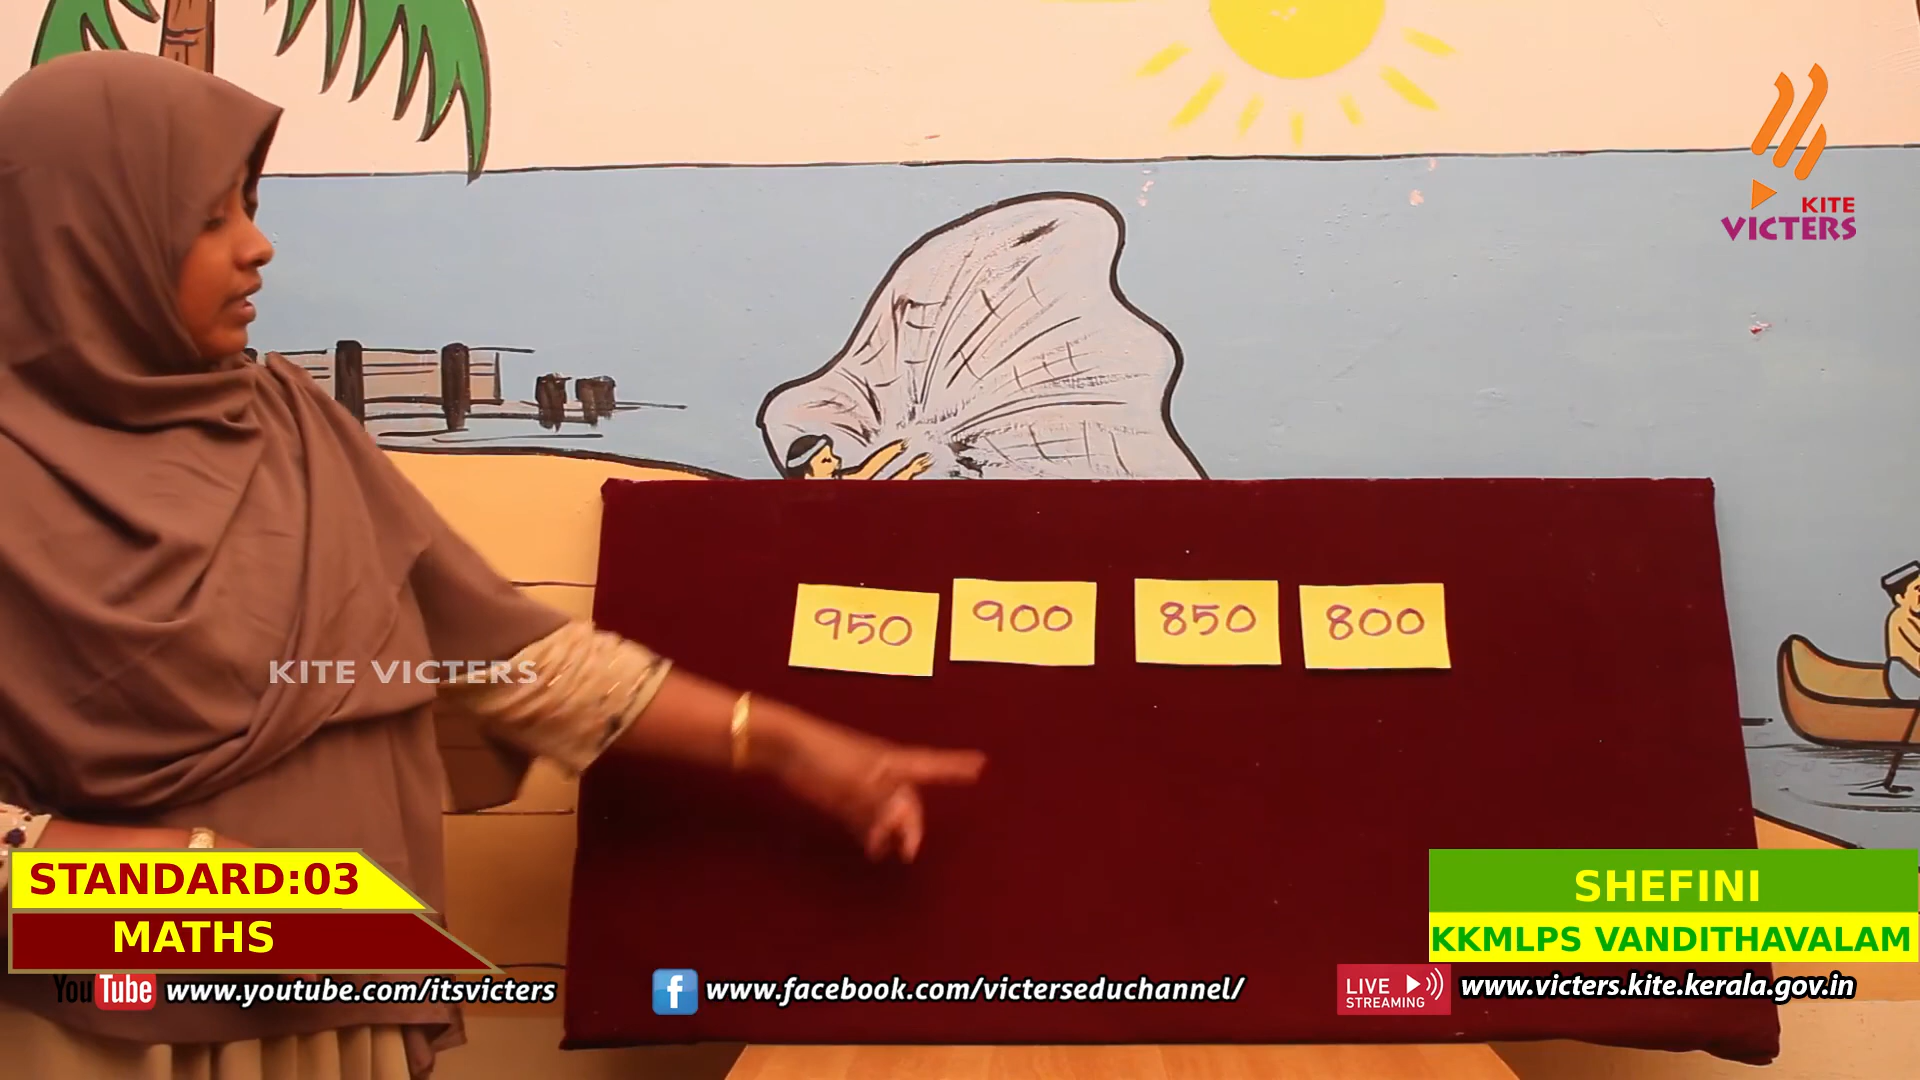 KITE
VICTERS
950 900 850 800
KITE VICTERS
STANDARD:03
MATHS
SHEFINI
KKMLPS VANDITHAVALAM
YouTube www.youtube.com/itsvicters
f www.facebook.com/victerseduchannel/
LIVE
STREAMING
www.victers.kite.kerala.gov.in